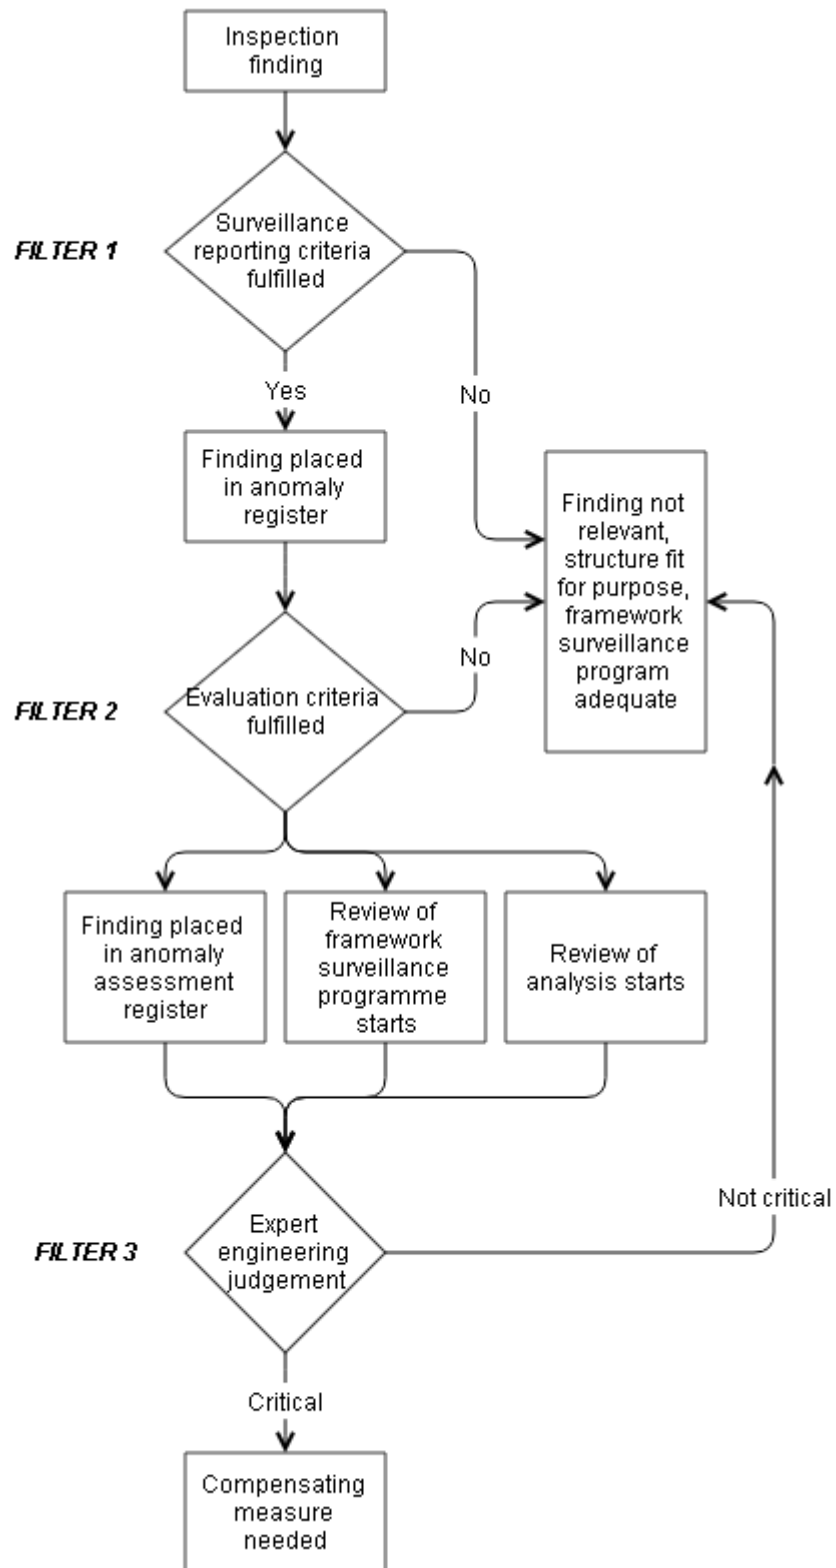 Inspection
finding
Surveillance
reporting criteria
fulfilled
FILTER 1
Yes
No
Finding placed
in anomaly
register
Finding not
relevant,
structure fit
for purpose,
framework
surveillance
program
adequate
No
Evaluation criteria
fulfilled
FILTER 2
Finding placed
in anomaly
assessment
register
Review of
framework
surveillance
programme
starts
Review of
analysis starts
Not critical
Expert
engineering
judgement
FILTER 3
Critical
Compensating
measure
needed